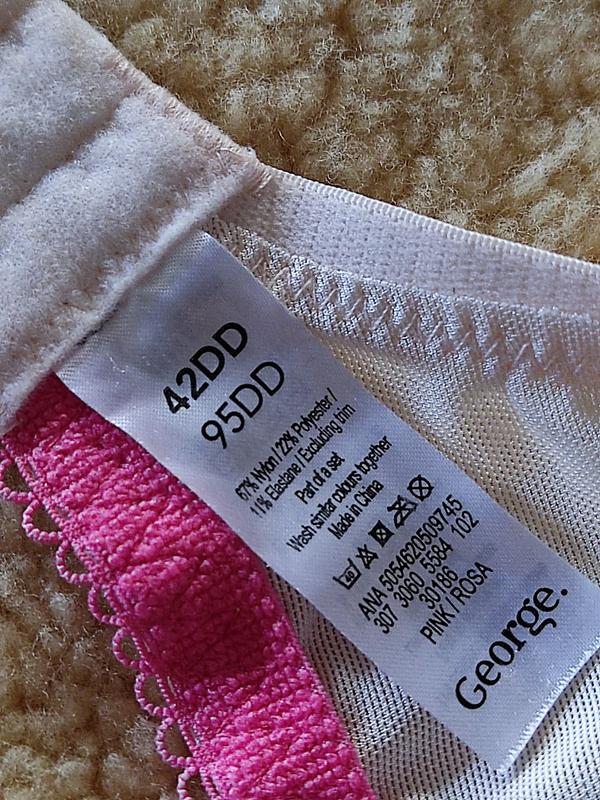 42DD
95DD
67% Nylon / 22% Polyester /
11% Elastane / Excluding trim
Part of a set
Wash similar colours together
Made in China
ANA 5054620509745
307 3060 5584 102
30186
PINK / ROSA
George.